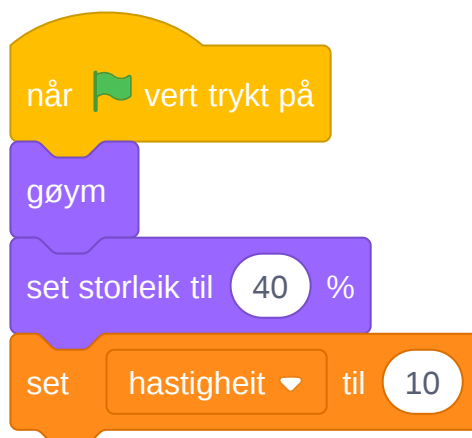 når vert trykt på
gøym
set storleik til 40 %
set hastigheit til 10